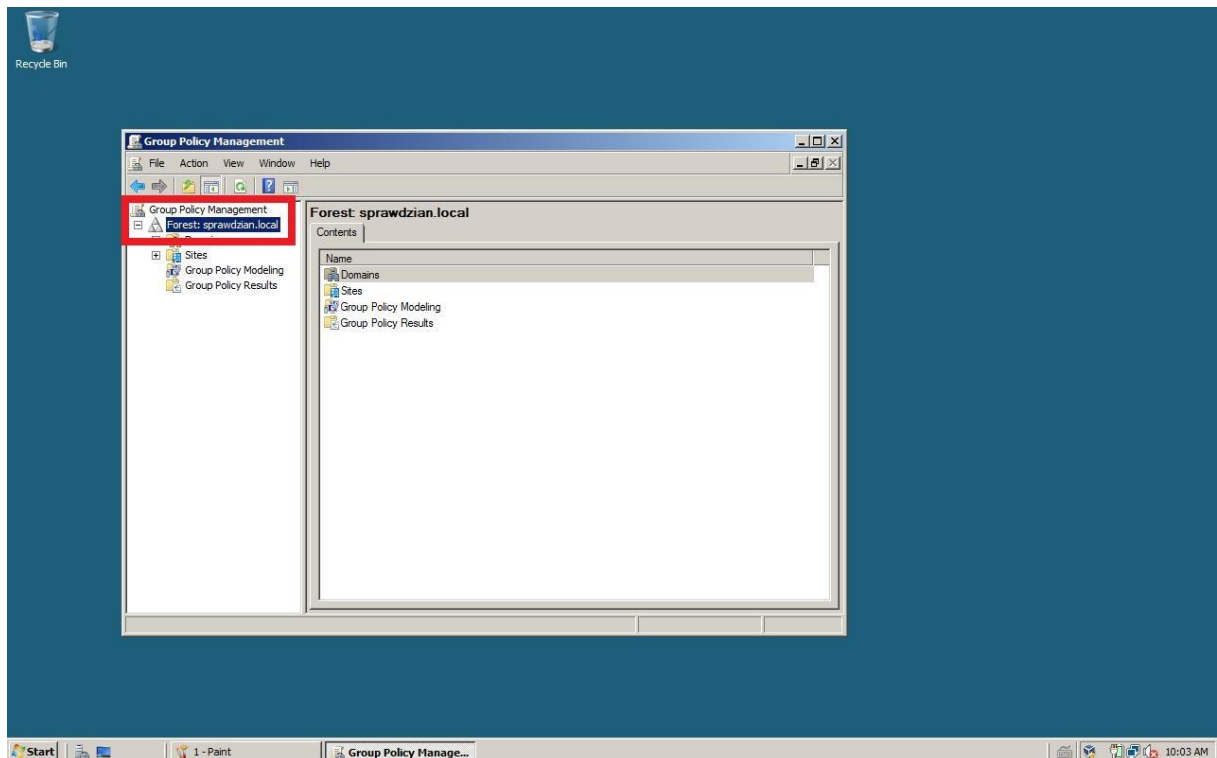 Recycle Bin
Group Policy Management
File Action View Window Help
Group Policy Management
Forest: sprawdzian.local
Sites
Group Policy Modeling
Group Policy Results
Forest: sprawdzian.local
Contents
Name
Domains
Sites
Group Policy Modeling
Group Policy Results
Start
1 - Paint
Group Policy Manage...
10:03 AM